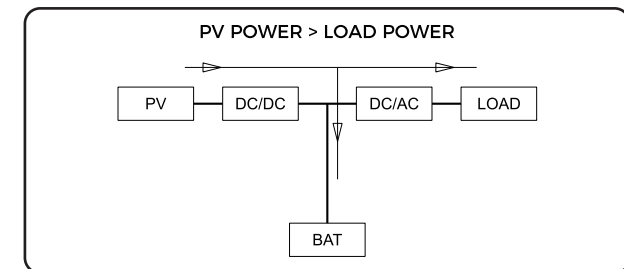 PV POWER > LOAD POWER
PV DC/DC DC/AC LOAD
BAT